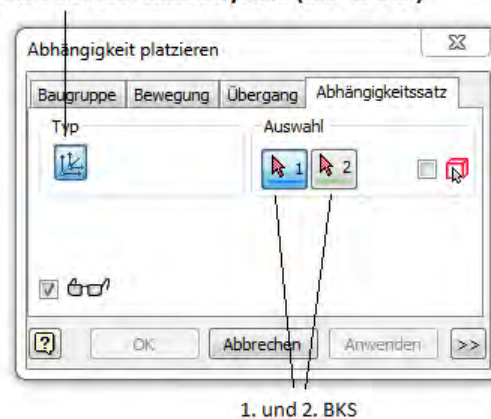 Abhängigkeit platzieren
Baugruppe Bewegung Übergang Abhängigkeitssatz
Typ Auswahl
1 2
? OK Abbrechen Anwenden >>
1. und 2. BKS